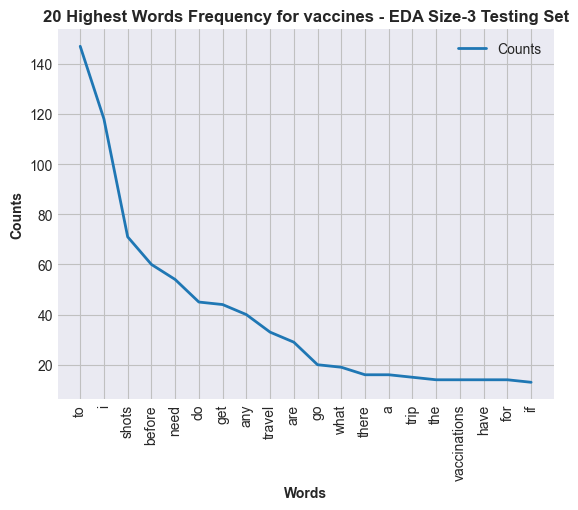 20 Highest Words Frequency for vaccines - EDA Size-3 Testing Set
Counts
140
120
100
80
60
40
20
Counts
to
i
shots
before
need
do
get
any
travel
are
go
what
there
a
trip
the
vaccinations
have
for
if
Words